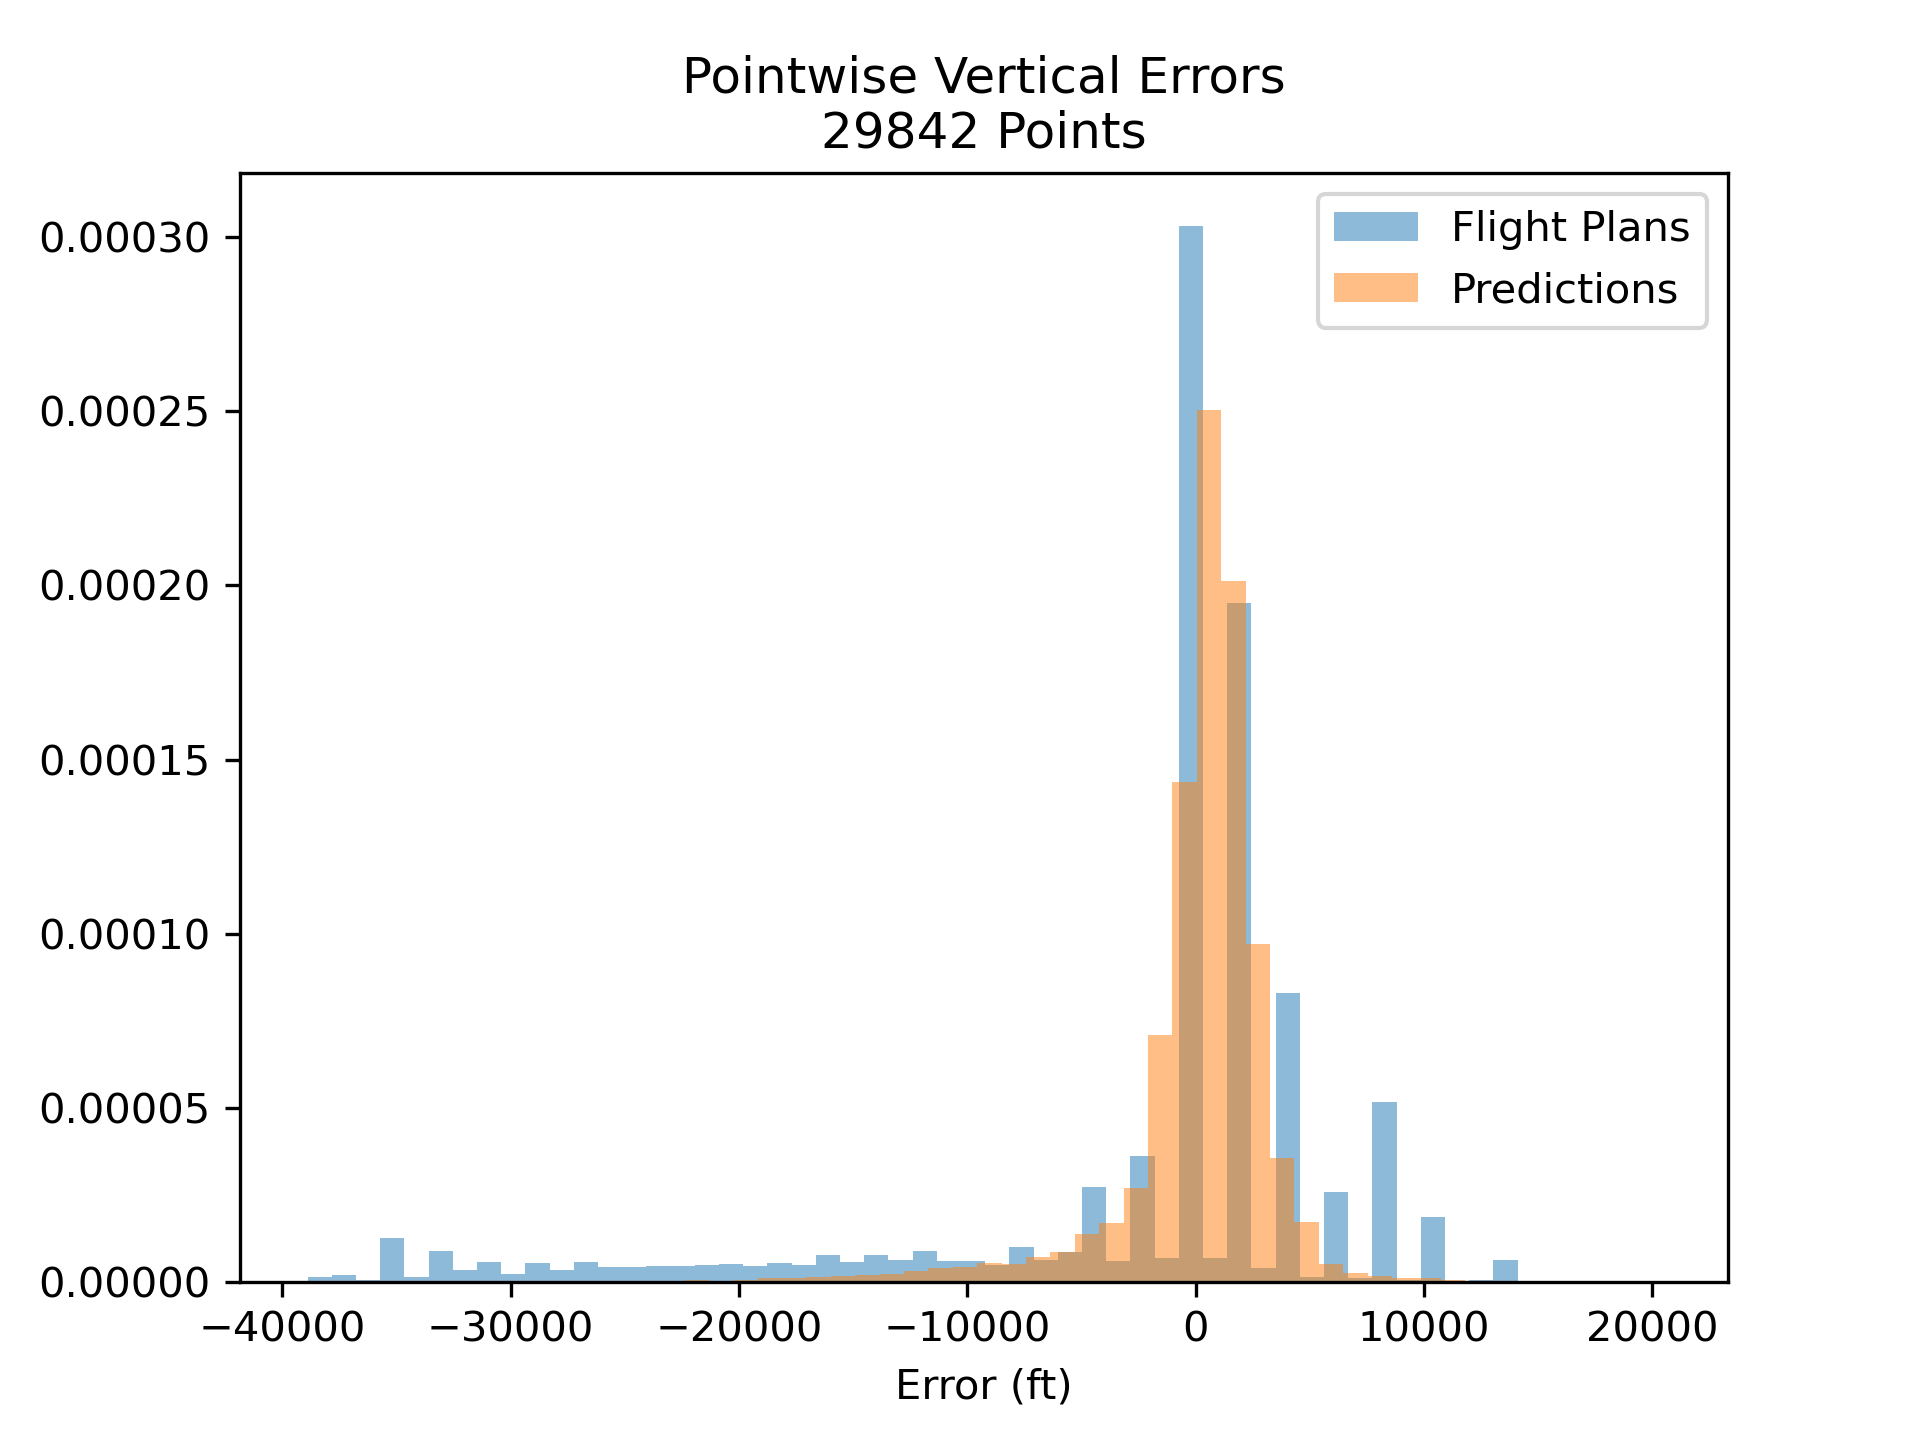 Pointwise Vertical Errors
29842 Points
Flight Plans
Predictions
0.00030
0.00025
0.00020
0.00015
0.00010
0.00005
0.00000
−40000 −30000 −20000 −10000 0 10000 20000
Error (ft)